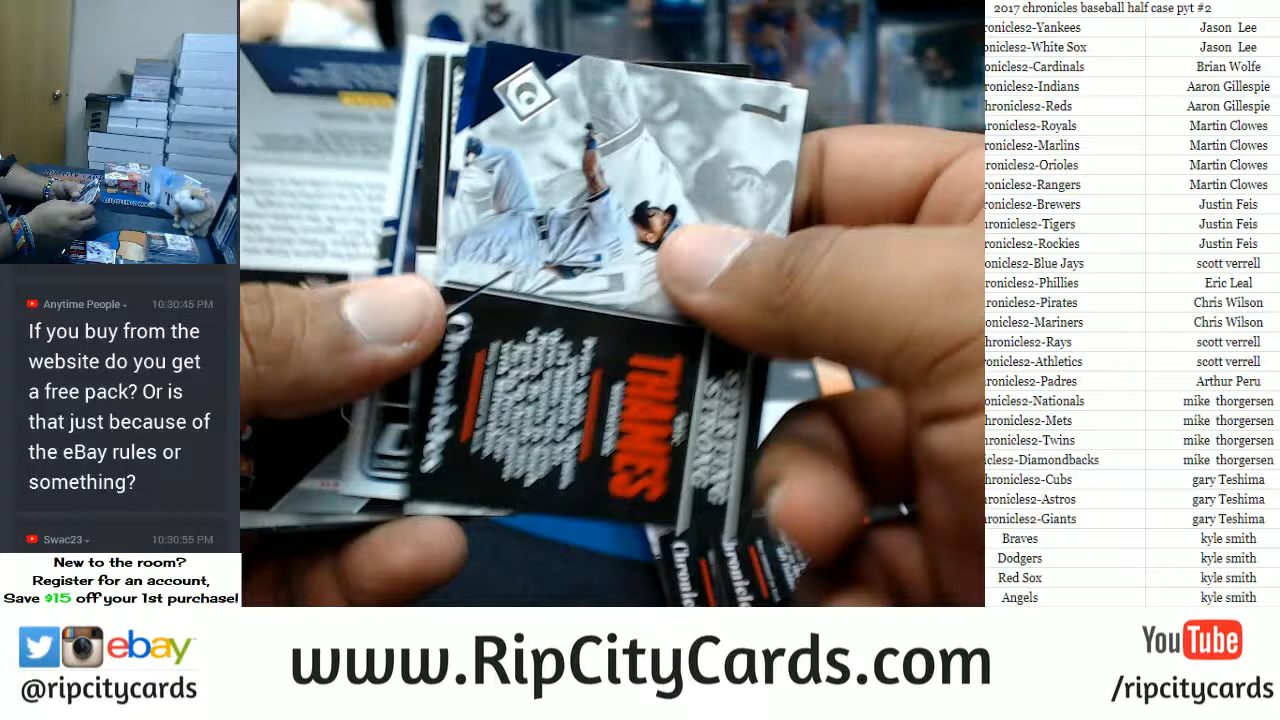 2017 chronicles baseball half case pyt #2
hronicles2-Yankees Jason Lee
onicles2-White Sox Jason Lee
ronicles2-Cardinals Brian Wolfe
ronicles2-Indians Aaron Gillespie
hronicles2-Reds Aaron Gillespie
hronicles2-Royals Martin Clowes
ronicles2-Marlins Martin Clowes
ronicles2-Orioles Martin Clowes
ronicles2-Rangers Martin Clowes
ronicles2-Brewers Justin Feis
hronicles2-Tigers Justin Feis
ronicles2-Rockies Justin Feis
onicles2-Blue Jays scott verrell
ronicles2-Phillies Eric Leal
ronicles2-Pirates Chris Wilson
onicles2-Mariners Chris Wilson
hronicles2-Rays scott verrell
ronicles2-Athletics scott verrell
ronicles2-Padres Arthur Peru
onicles2-Nationals mike thorgersen
hronicles2-Mets mike thorgersen
ronicles2-Twins mike thorgersen
icles2-Diamondbacks mike thorgersen
hronicles2-Cubs gary Teshima
ronicles2-Astros gary Teshima
ronicles2-Giants gary Teshima
Braves kyle smith
Dodgers kyle smith
Red Sox kyle smith
Angels kyle smith
Anytime People 10:30:45 PM
If you buy from the
website do you get
a free pack? Or is
that just because of
the eBay rules or
something?
Swac23 10:30:55 PM
New to the room?
Register for an account,
Save $15 off your 1st purchase!
THANES
Chronicles
Chronic
hronicle
ebay
@ripcitycards
www.RipCityCards.com
YouTube
/ripcitycards